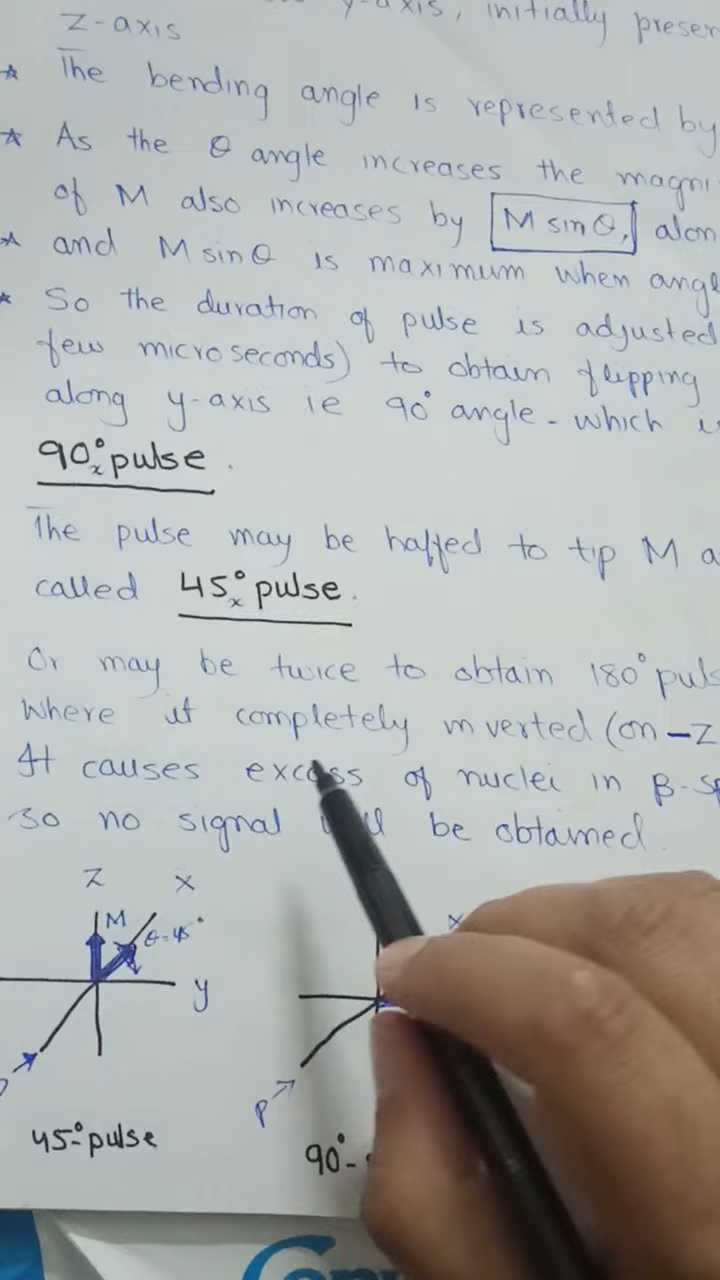 y-axis, initially presen
Z-axis
☆ The bending angle is represented by
☆ As the θ angle increases the magni
of M also increases by M sinθ, alon
☆ and M sinθ is maximum when angl
☆ So the duration of pulse is adjusted
few microseconds) to obtain flipping
along y-axis ie 90° angle - which i
90°x pulse.
The pulse may be halfed to tip M a
called 45°x pulse.
Or may be twice to obtain 180° puls
Where it completely inverted (on -Z
It causes excess of nuclei in β-sp
So no signal will be obtained.
Z X
M
θ=45°
y
45-°pulse
X
P
90°-